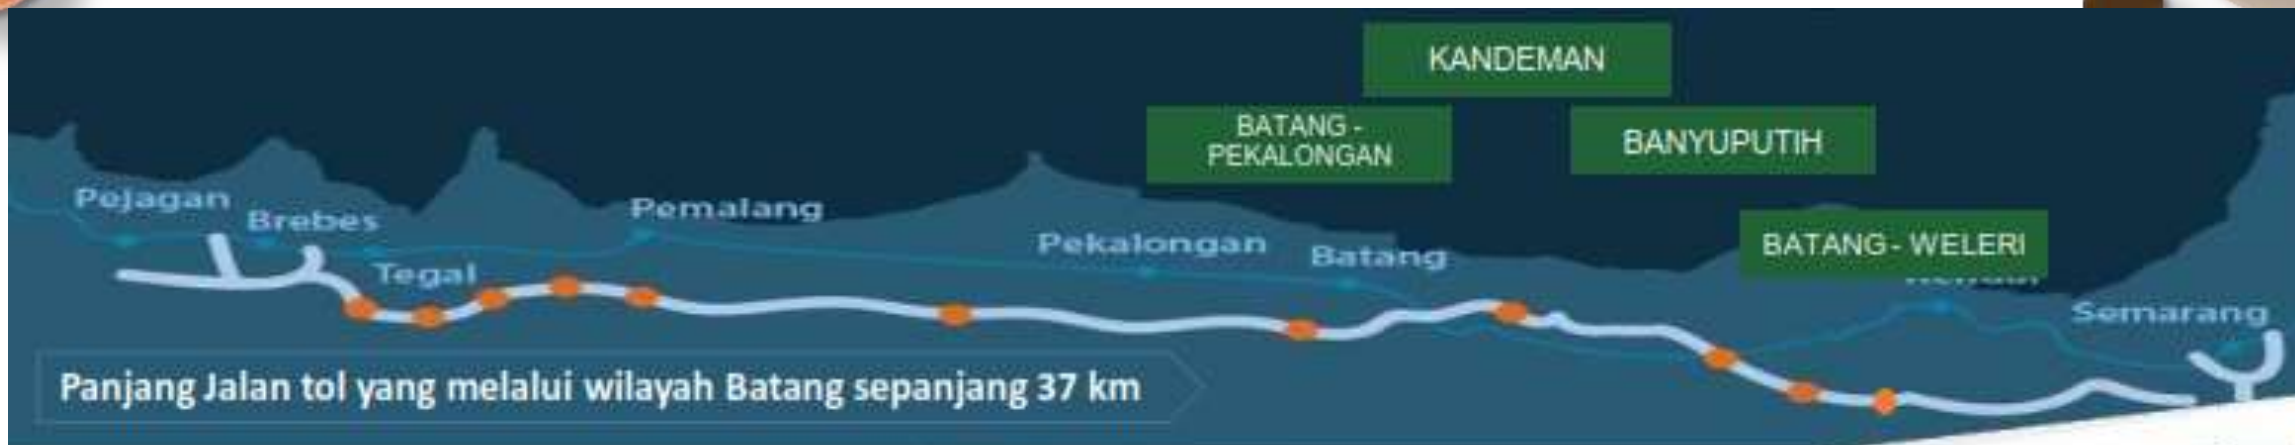 KANDEMAN
BATANG -
PEKALONGAN
BANYUPUTIH
Pejagan
Brebes
Pemalang
Pekalongan
Batang
BATANG - WELERI
Tegal
Semarang
Panjang Jalan tol yang melalui wilayah Batang sepanjang 37 km